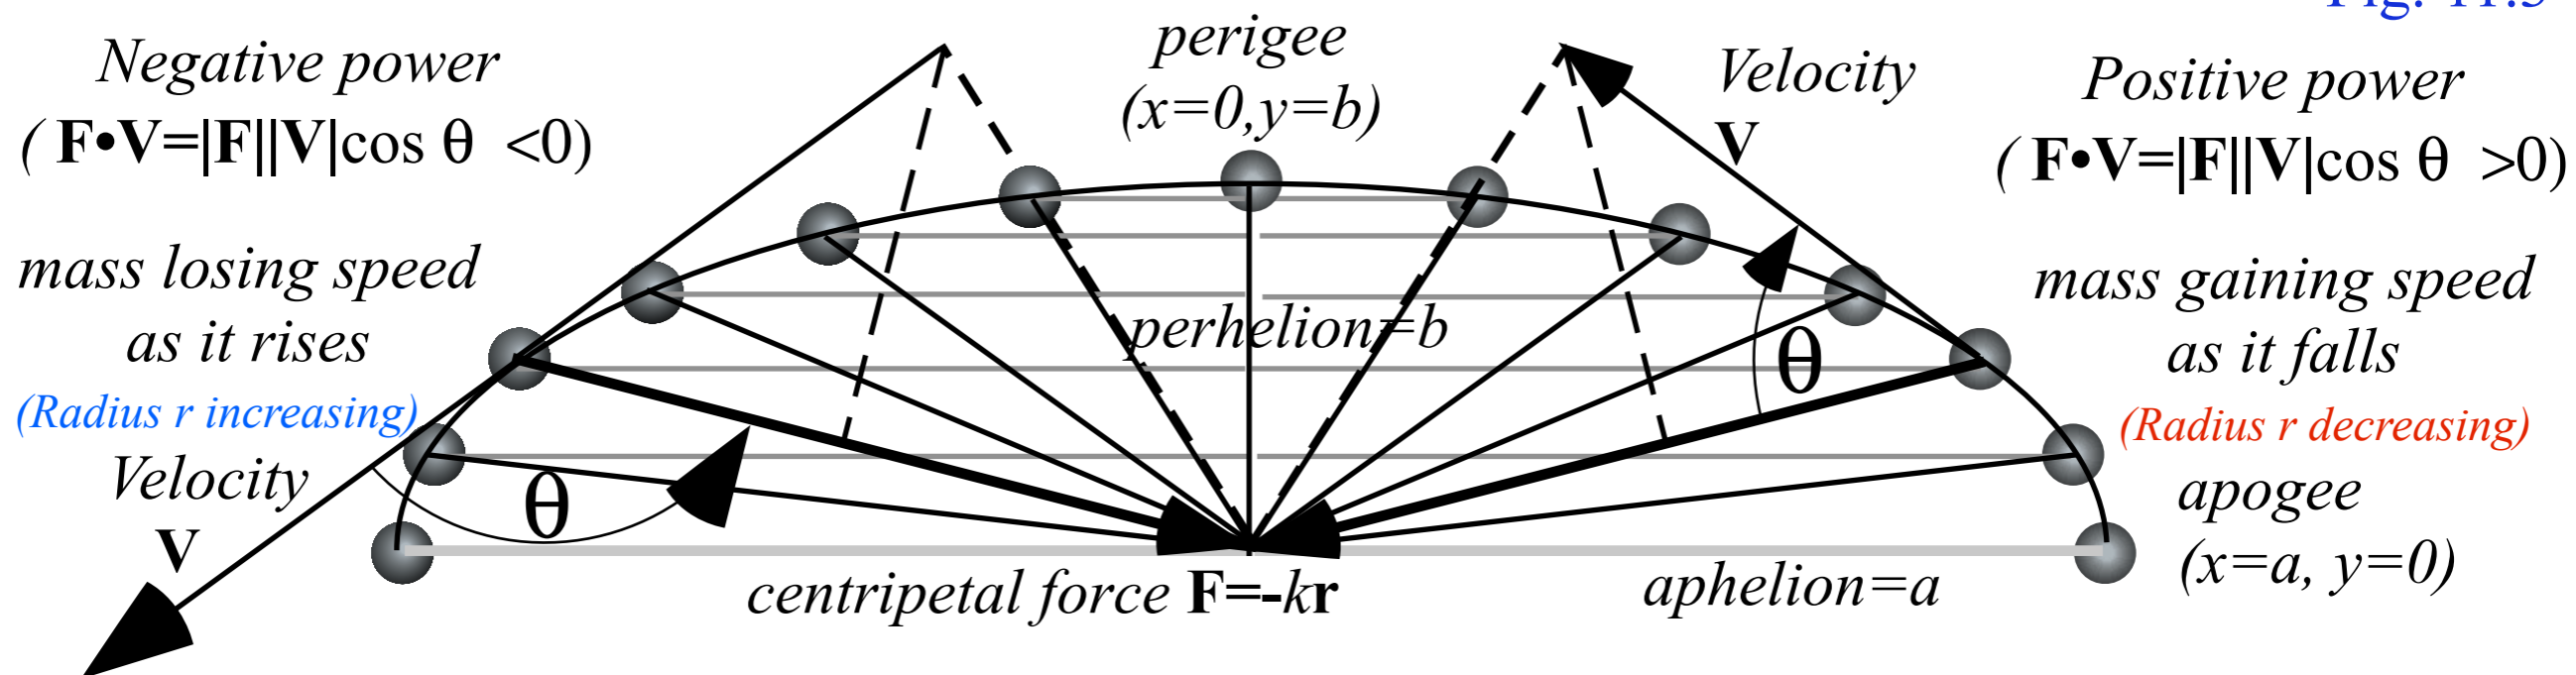 Negative power
( F•V=|F||V|cos θ <0)
mass losing speed
as it rises
(Radius r increasing)
Velocity
V
θ
perigee
(x=0,y=b)
perhelion=b
centripetal force F=-kr
aphelion=a
Velocity
V
θ
Positive power
( F•V=|F||V|cos θ >0)
mass gaining speed
as it falls
(Radius r decreasing)
apogee
(x=a, y=0)